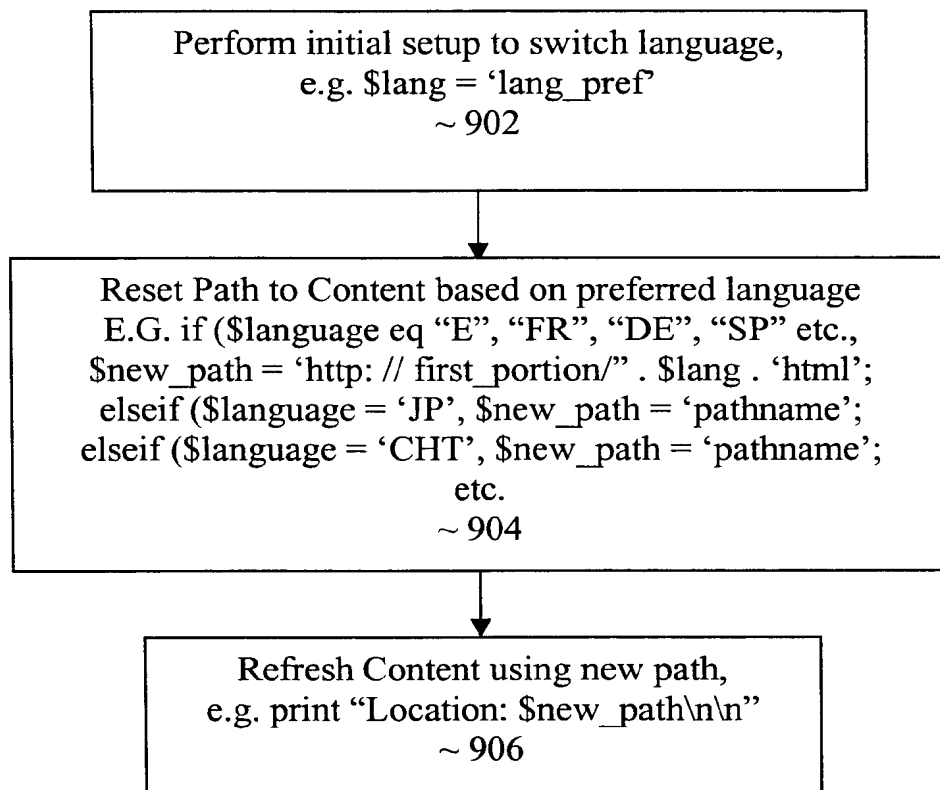 Perform initial setup to switch language,
e.g. $lang = ‘lang_pref’
~ 902
Reset Path to Content based on preferred language
E.G. if ($language eq “E”, “FR”, “DE”, “SP” etc.,
$new_path = ‘http: // first_portion/” . $lang . ‘html’;
elseif ($language = ‘JP’, $new_path = ‘pathname’;
elseif ($language = ‘CHT’, $new_path = ‘pathname’;
etc.
~ 904
Refresh Content using new path,
e.g. print “Location: $new_path\n\n”
~ 906